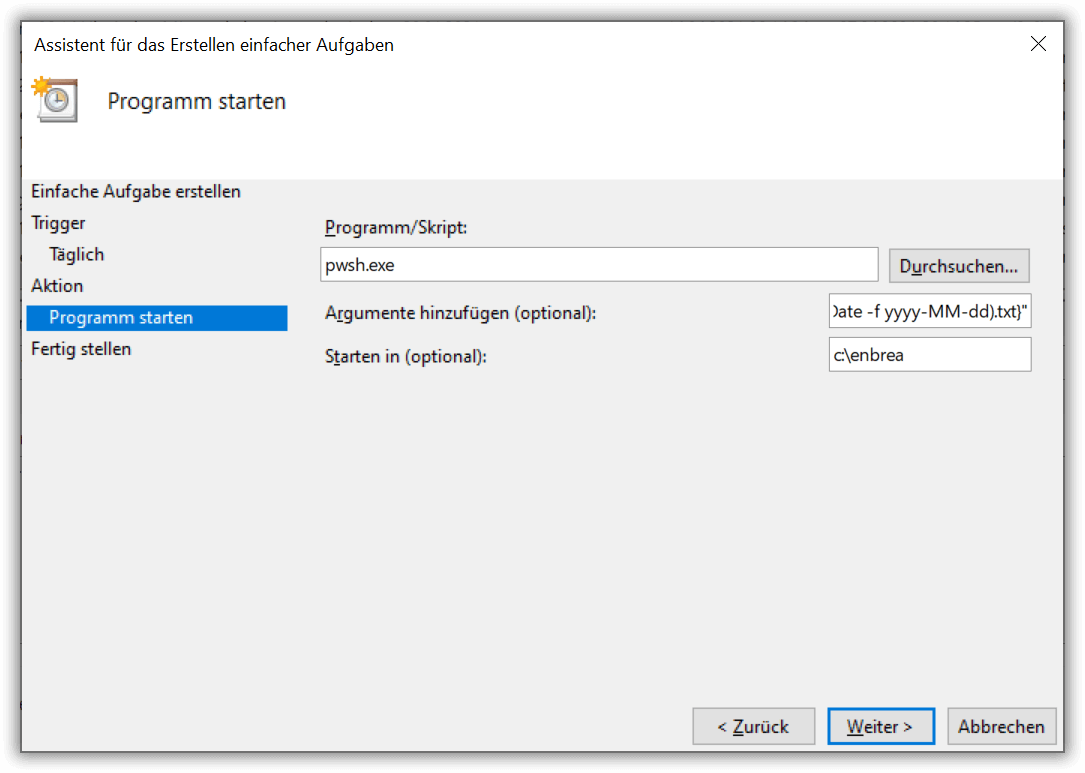 Assistent für das Erstellen einfacher Aufgaben
Programm starten
Einfache Aufgabe erstellen
Trigger
Täglich
Aktion
Programm starten
Fertig stellen
Programm/Skript:
pwsh.exe
Durchsuchen...
Argumente hinzufügen (optional):
Date -f yyyy-MM-dd).txt}"
Starten in (optional):
c:\enbrea
< Zurück
Weiter >
Abbrechen